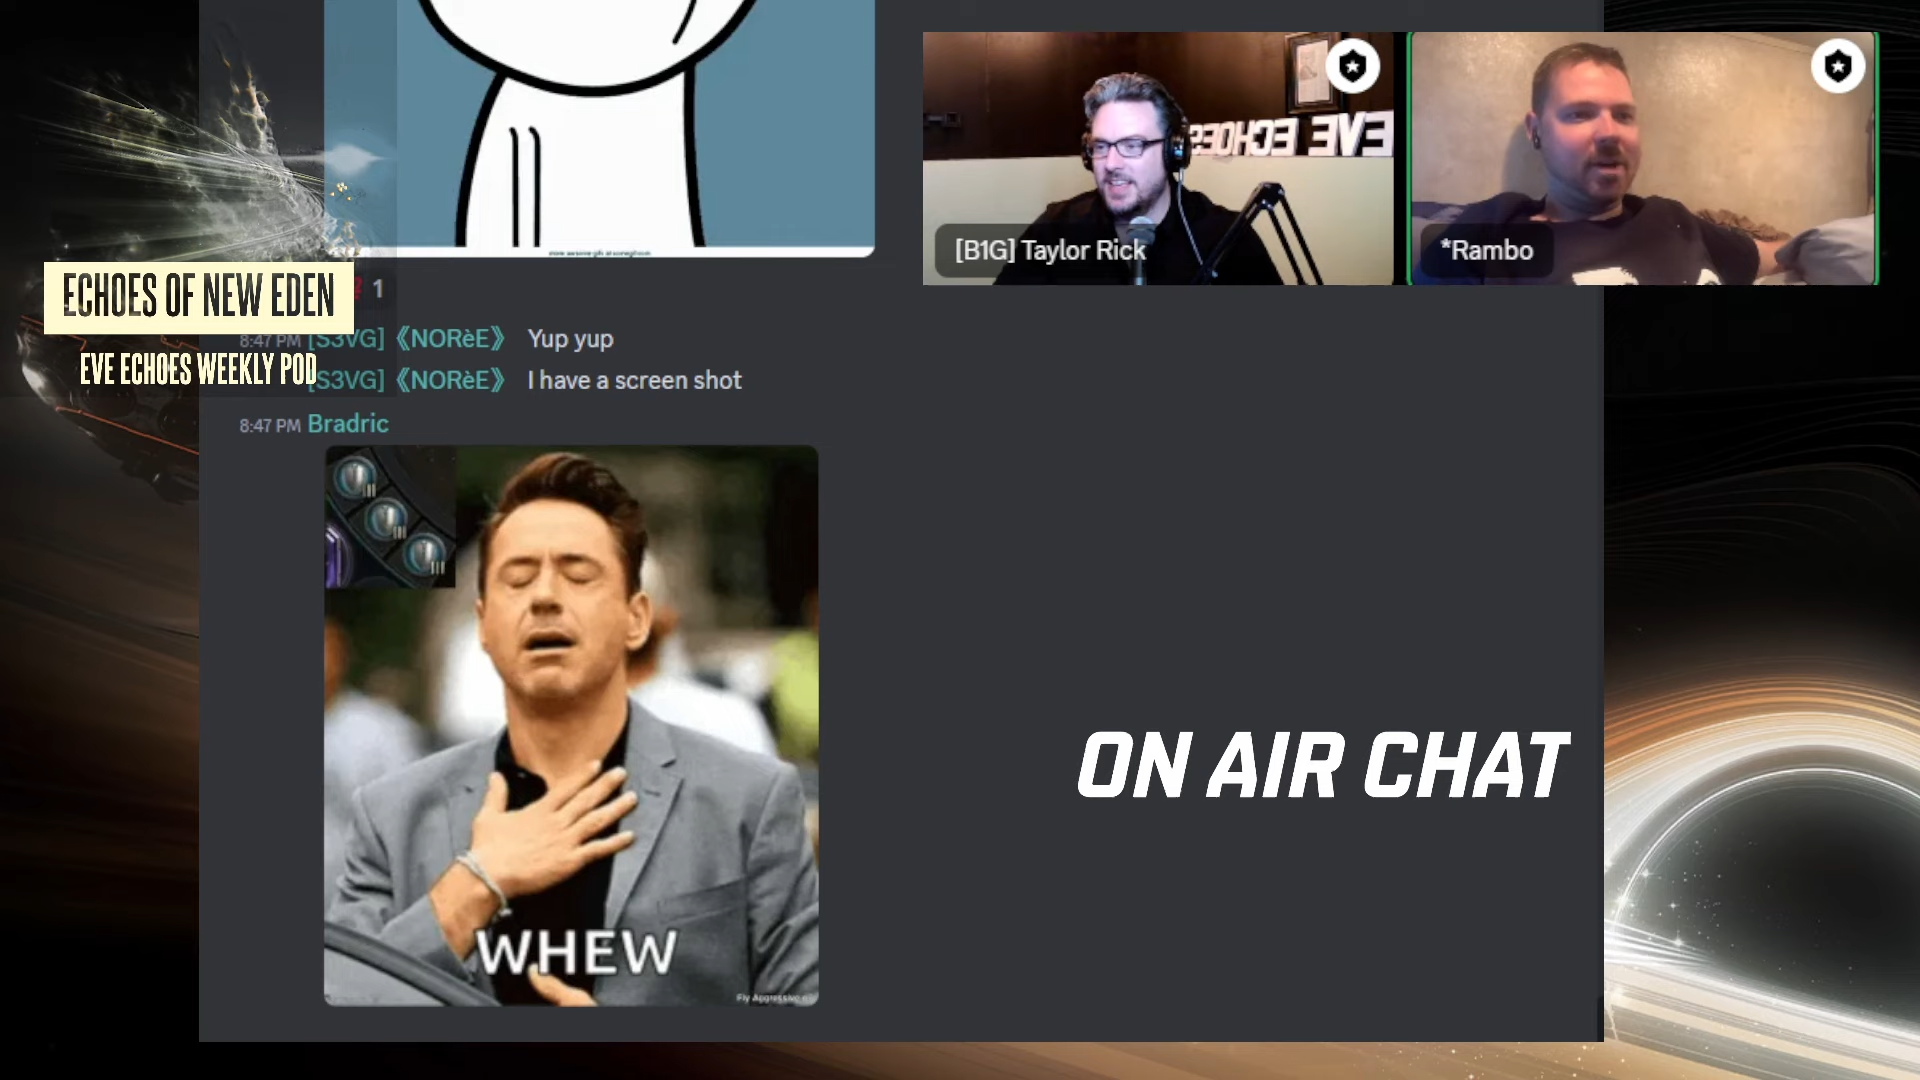 EVE ECHOES
[B1G] Taylor Rick
*Rambo
ECHOES OF NEW EDEN
EVE ECHOES WEEKLY POD
1
8:47 PM [S3VG] 《NORèE》 Yup yup
[S3VG] 《NORèE》 I have a screen shot
8:47 PM Bradric
ON AIR CHAT
WHEW